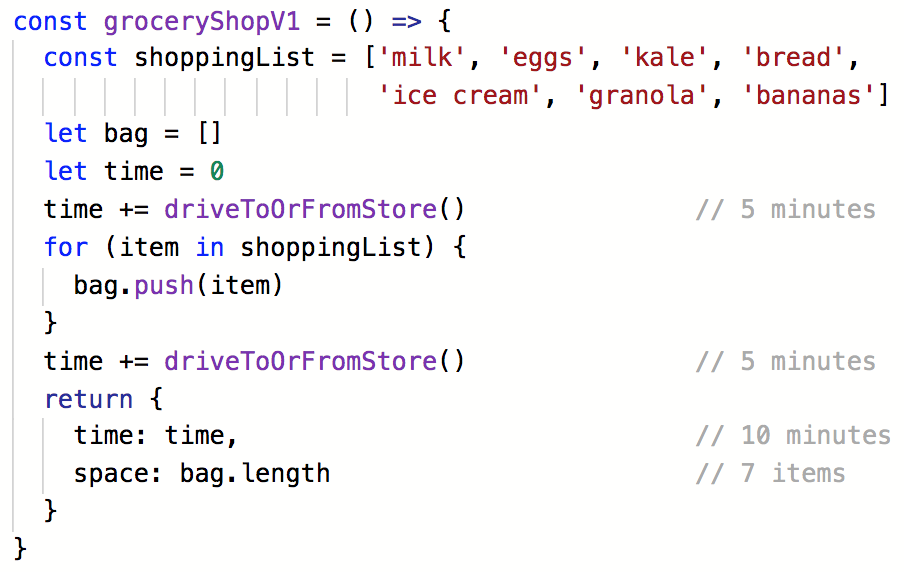 const groceryShopV1 = () => {
  const shoppingList = ['milk', 'eggs', 'kale', 'bread',
                        'ice cream', 'granola', 'bananas']
  let bag = []
  let time = 0
  time += driveToOrFromStore()               // 5 minutes
  for (item in shoppingList) {
    bag.push(item)
  }
  time += driveToOrFromStore()               // 5 minutes
  return {
    time: time,                              // 10 minutes
    space: bag.length                        // 7 items
  }
}